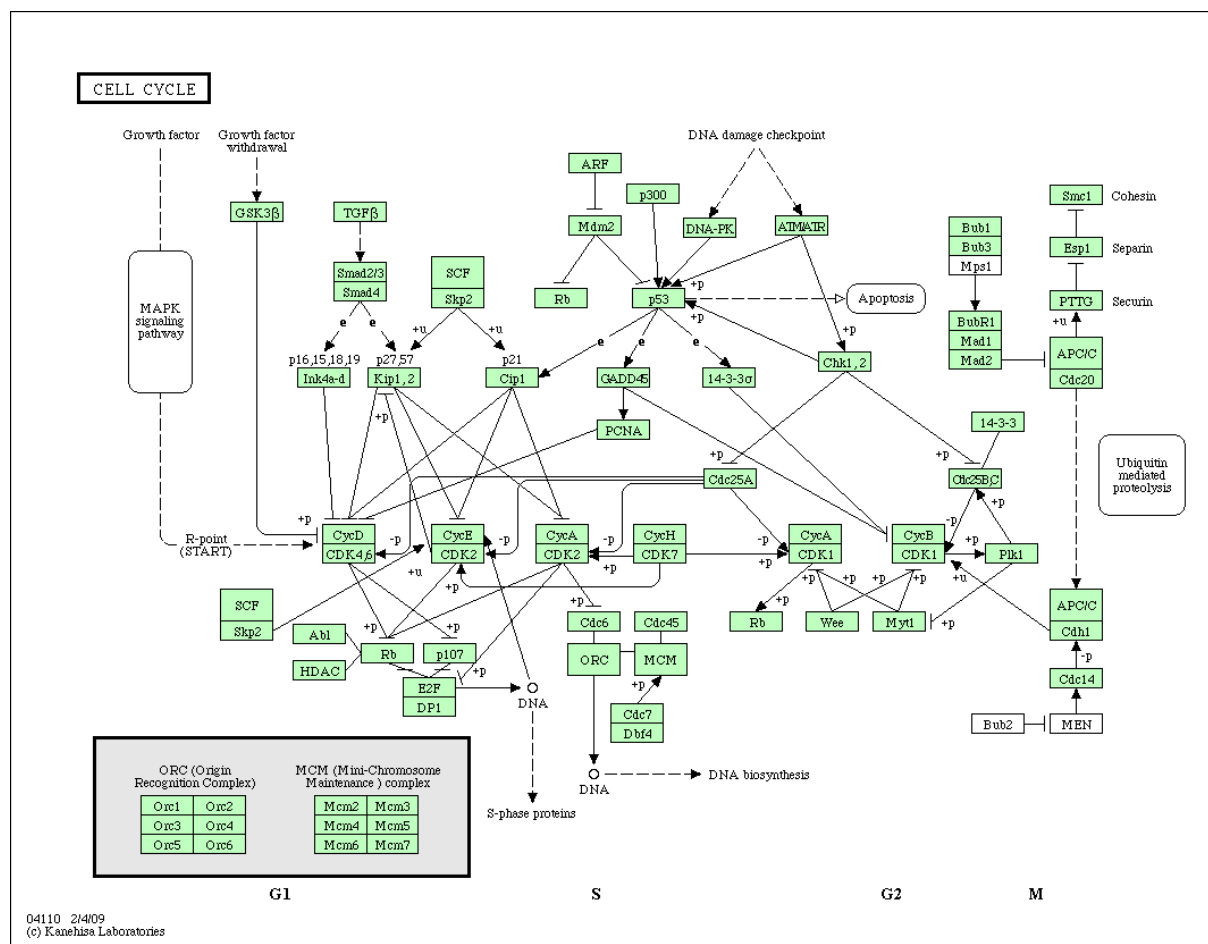 CELL CYCLE
Growth factor
Growth factor
withdrawal
DNA damage checkpoint
ARF
p300
Smc1
Cohesin
GSK3β
TGFβ
Mdm2
DNA-PK
ATM/ATR
Bub1
Bub3
Mps1
Esp1
Separin
MAPK
signaling
pathway
Smad2/3
Smad4
SCF
Skp2
Rb
p53
+p
Apoptosis
PTTG
Securin
e
e
+u
+u
+p
+p
+u
BubR1
Mad1
Mad2
APC/C
Cdc20
e
e
e
p16,15,18,19
p27,57
p21
Ink4a-d
Kip1,2
Cip1
GADD45
14-3-3σ
Chk1,2
+p
PCNA
14-3-3
Ubiquitin
mediated
proteolysis
+p
+p
Cdc25A
Cdc25B,C
R-point
(START)
+p
CycD
CDK4,6
-p
CycE
CDK2
-p
CycA
CDK2
-p
+p
CycH
CDK7
-p
+p
CycA
CDK1
-p
CycB
CDK1
+p
Plk1
+u
+p
+p
+p
+p
+p
+u
SCF
Skp2
Cdc6
Cdc45
Rb
Wee
Myt1
+p
APC/C
Cdh1
Abl
HDAC
+p
Rb
+p
p107
+p
ORC
MCM
-p
E2F
DP1
DNA
+p
Cdc7
Dbf4
Cdc14
Bub2
MEN
ORC (Origin
Recognition Complex)
MCM (Mini-Chromosome
Maintenance ) complex
DNA
DNA biosynthesis
Orc1 Orc2
Orc3 Orc4
Orc5 Orc6
Mcm2 Mcm3
Mcm4 Mcm5
Mcm6 Mcm7
S-phase proteins
G1
S
G2
M
04110 2/4/09
(c) Kanehisa Laboratories